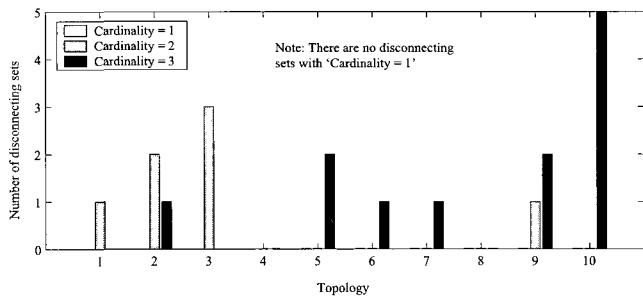 5
4
3
2
1
0
Number of disconnecting sets
Cardinality = 1
Cardinality = 2
Cardinality = 3
Note: There are no disconnecting
sets with ‘Cardinality = 1’
1 2 3 4 5 6 7 8 9 10
Topology